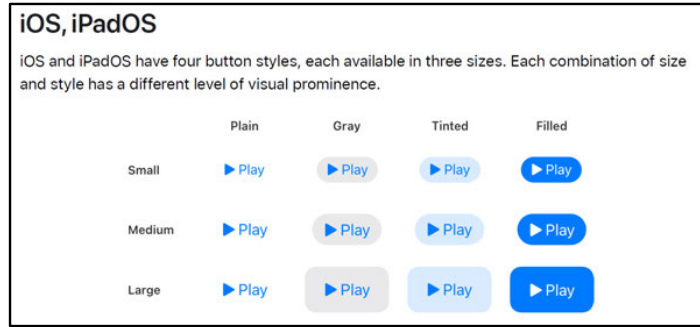 iOS, iPadOS
iOS and iPadOS have four button styles, each available in three sizes. Each combination of size
and style has a different level of visual prominence.
Plain Gray Tinted Filled
Small Play Play Play Play
Medium Play Play Play Play
Large Play Play Play Play